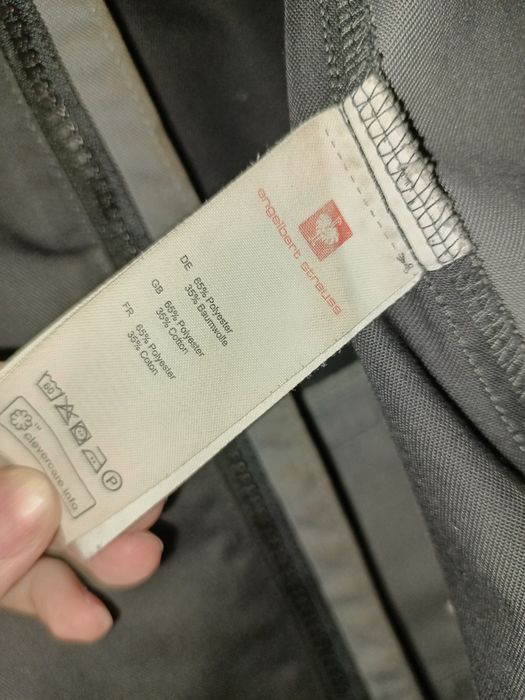 engelbert strauss
DE
65% Polyester
35% Baumwolle
GB
65% Polyester
35% Cotton
FR
65% Polyester
35% Coton
60
P
clevercare.info
TM